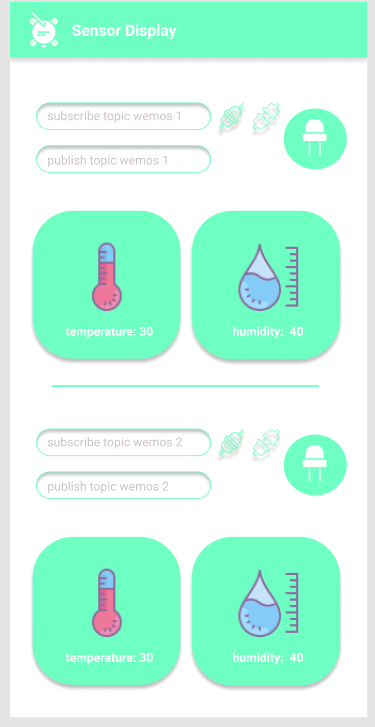 Sensor Display
subscribe topic wemos 1
publish topic wemos 1
temperature: 30
humidity: 40
subscribe topic wemos 2
publish topic wemos 2
temperature: 30
humidity: 40